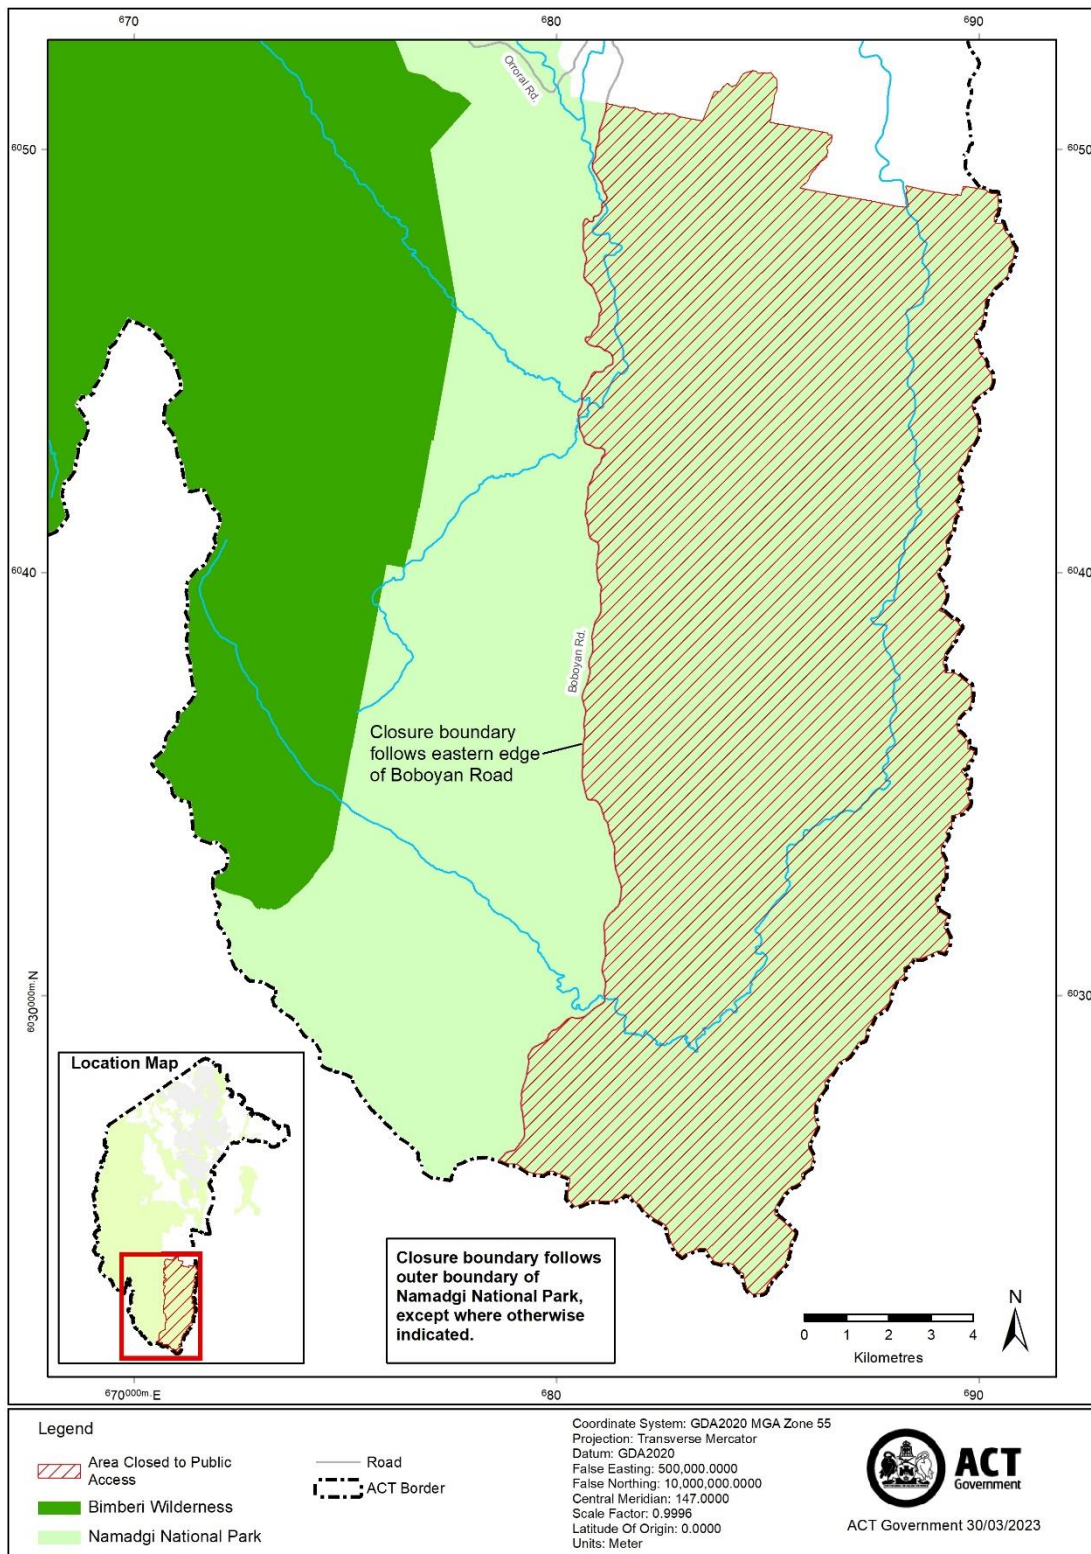 670
680
690
6050
6050
6040
6040
6030000m.N
6030
670000m.E
680
690
Orroral Rd.
Boboyan Rd.
Closure boundary
follows eastern edge
of Boboyan Road
Location Map
Closure boundary follows
outer boundary of
Namadgi National Park,
except where otherwise
indicated.
N
0 1 2 3 4
Kilometres
Legend
Area Closed to Public
Access
Bimberi Wilderness
Namadgi National Park
Road
ACT Border
Coordinate System: GDA2020 MGA Zone 55
Projection: Transverse Mercator
Datum: GDA2020
False Easting: 500,000.0000
False Northing: 10,000,000.0000
Central Meridian: 147.0000
Scale Factor: 0.9996
Latitude Of Origin: 0.0000
Units: Meter
ACT
Government
ACT Government 30/03/2023